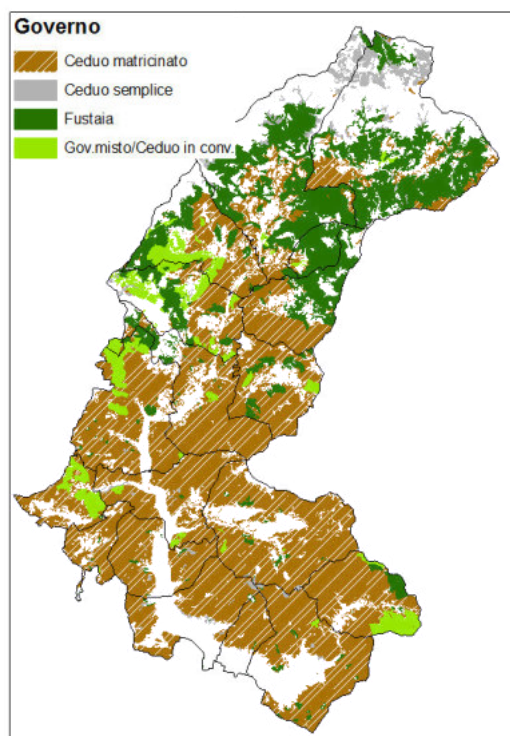 Governo
Ceduo matricinato
Ceduo semplice
Fustaia
Gov.misto/Ceduo in conv.